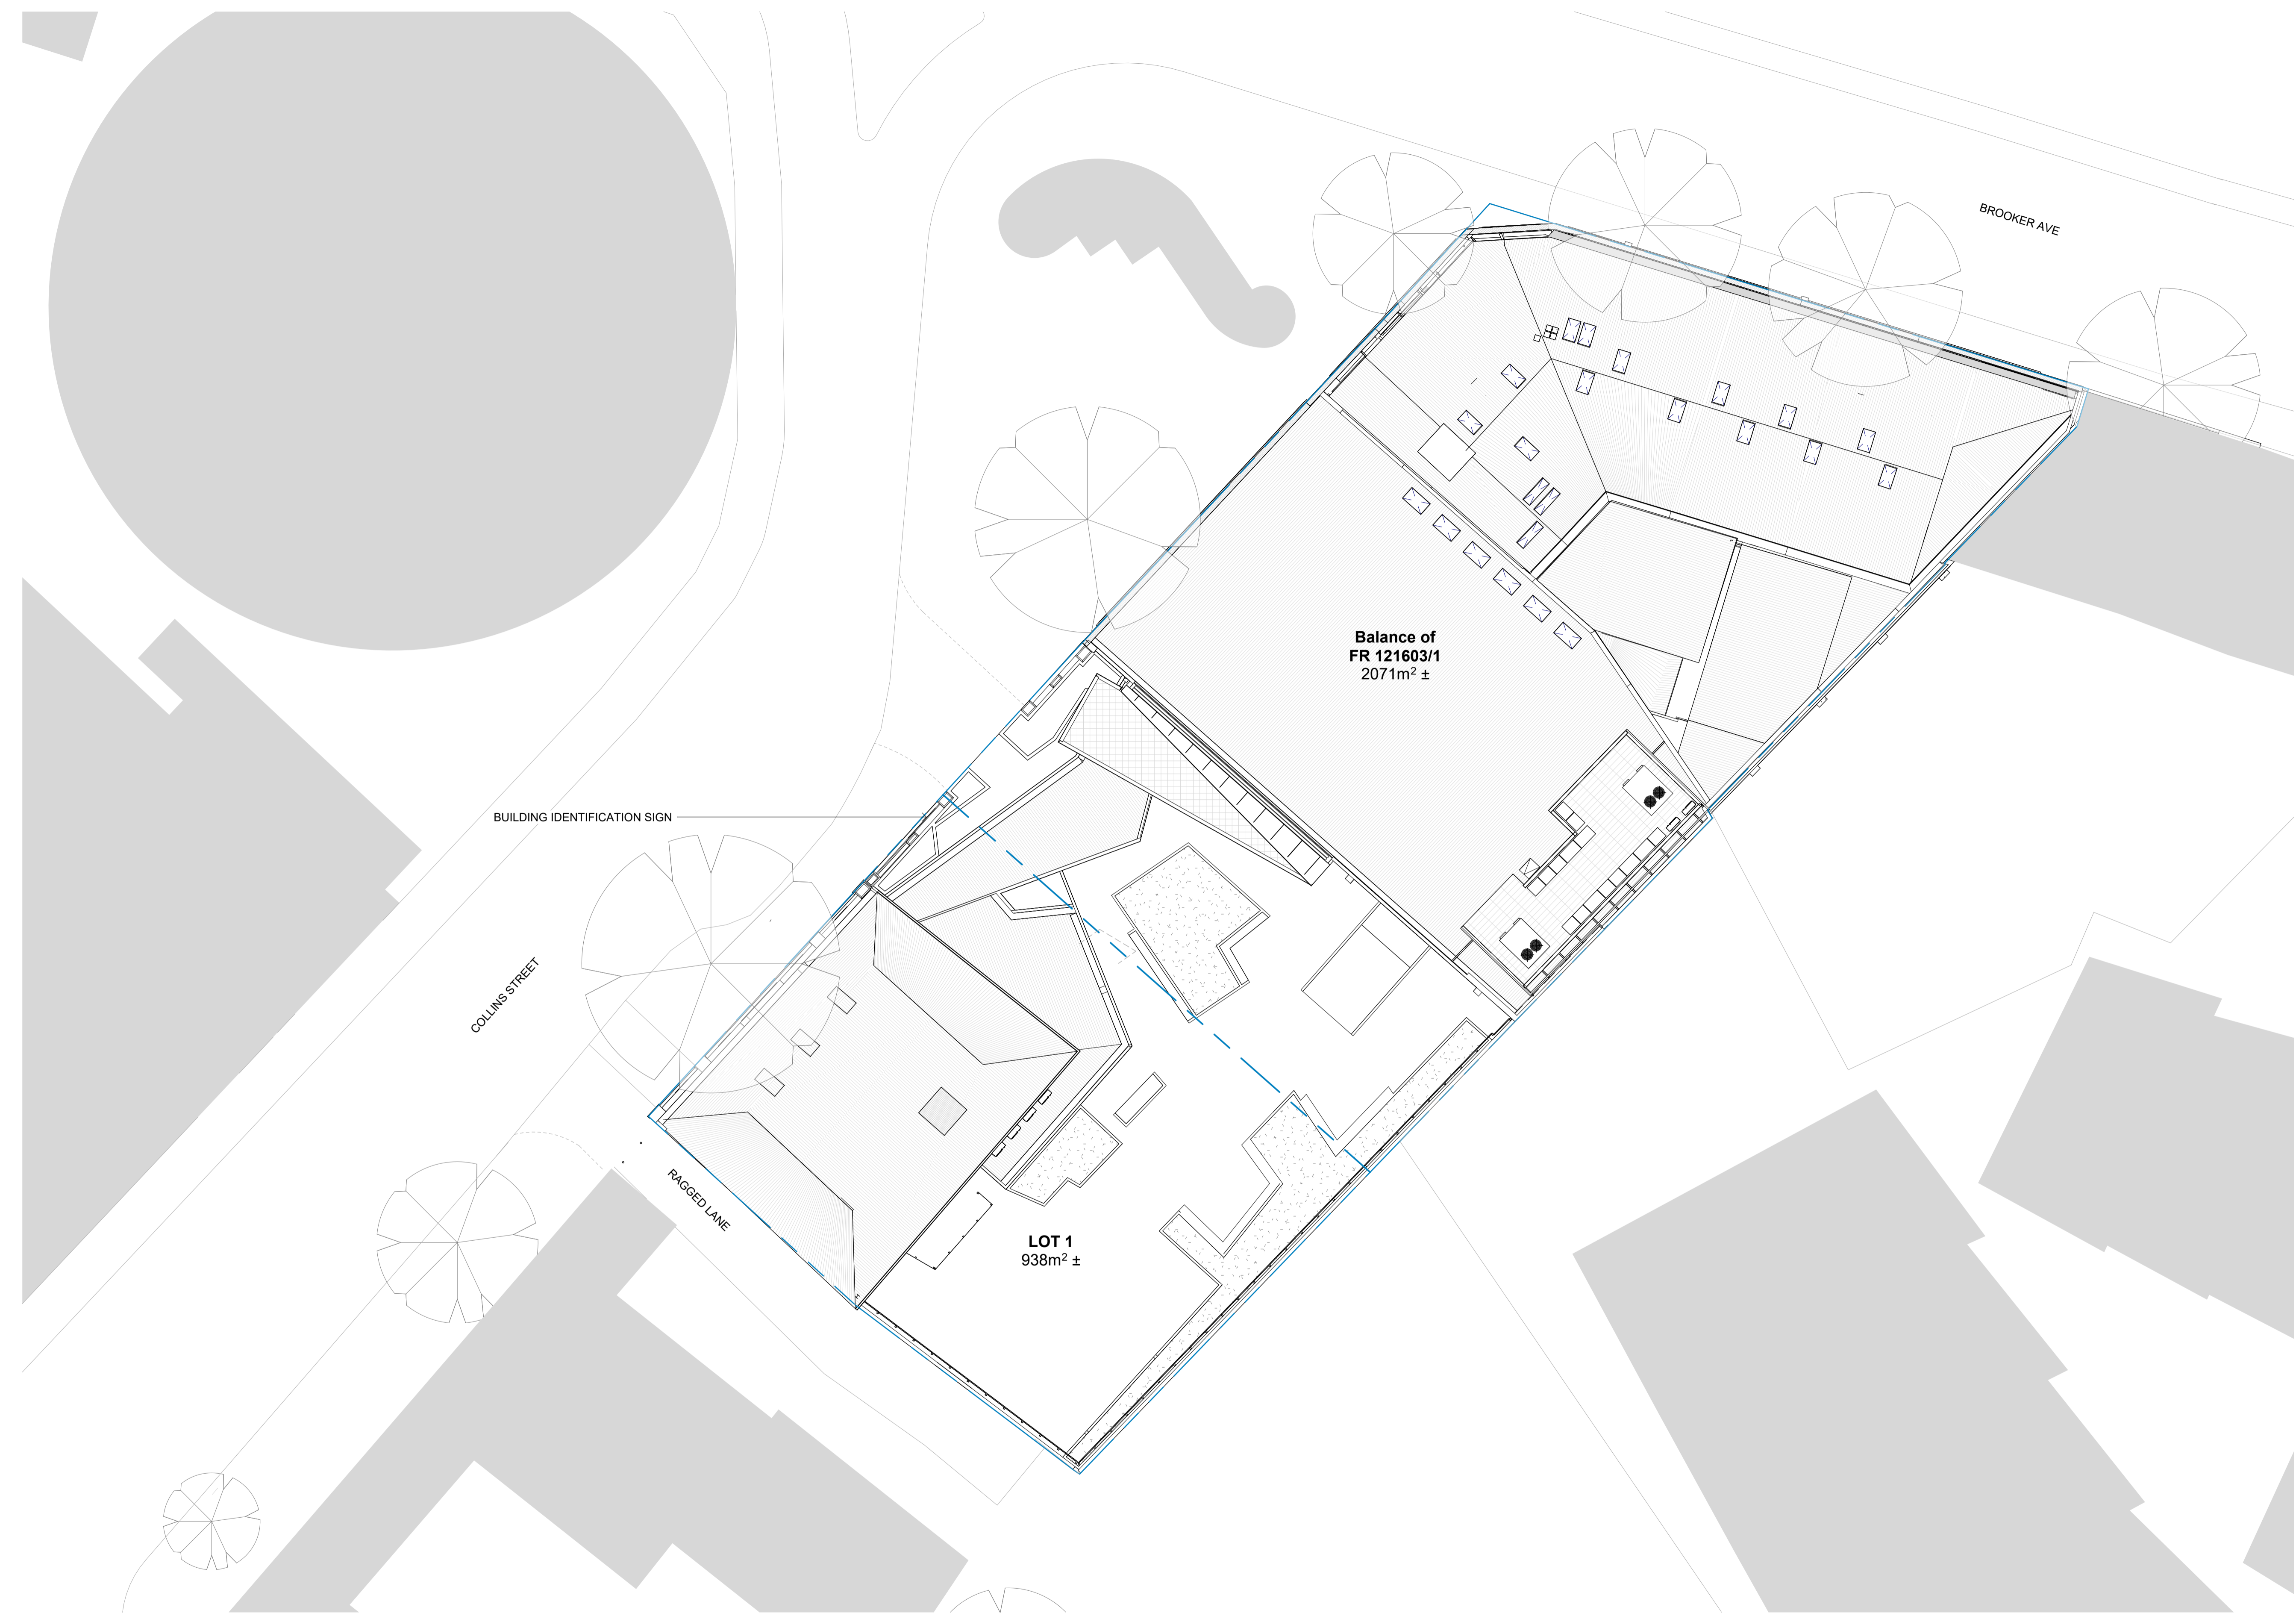 BROOKER AVE
Balance of
FR 121603/1
2071m² ±
BUILDING IDENTIFICATION SIGN
COLLINS STREET
RAGGED LANE
LOT 1
938m² ±